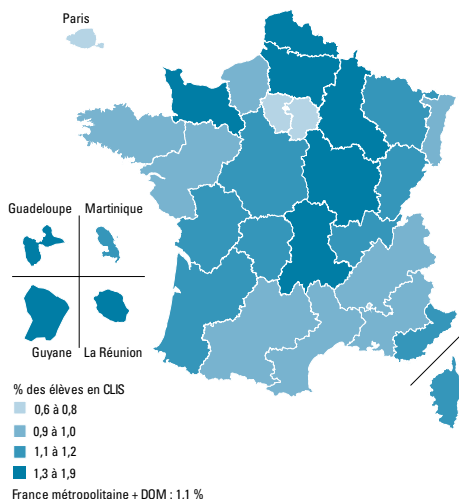 Paris
Guadeloupe
Martinique
Guyane
La Réunion
% des élèves en CLIS
0,6 à 0,8
0,9 à 1,0
1,1 à 1,2
1,3 à 1,9
France métropolitaine + DOM : 1,1 %